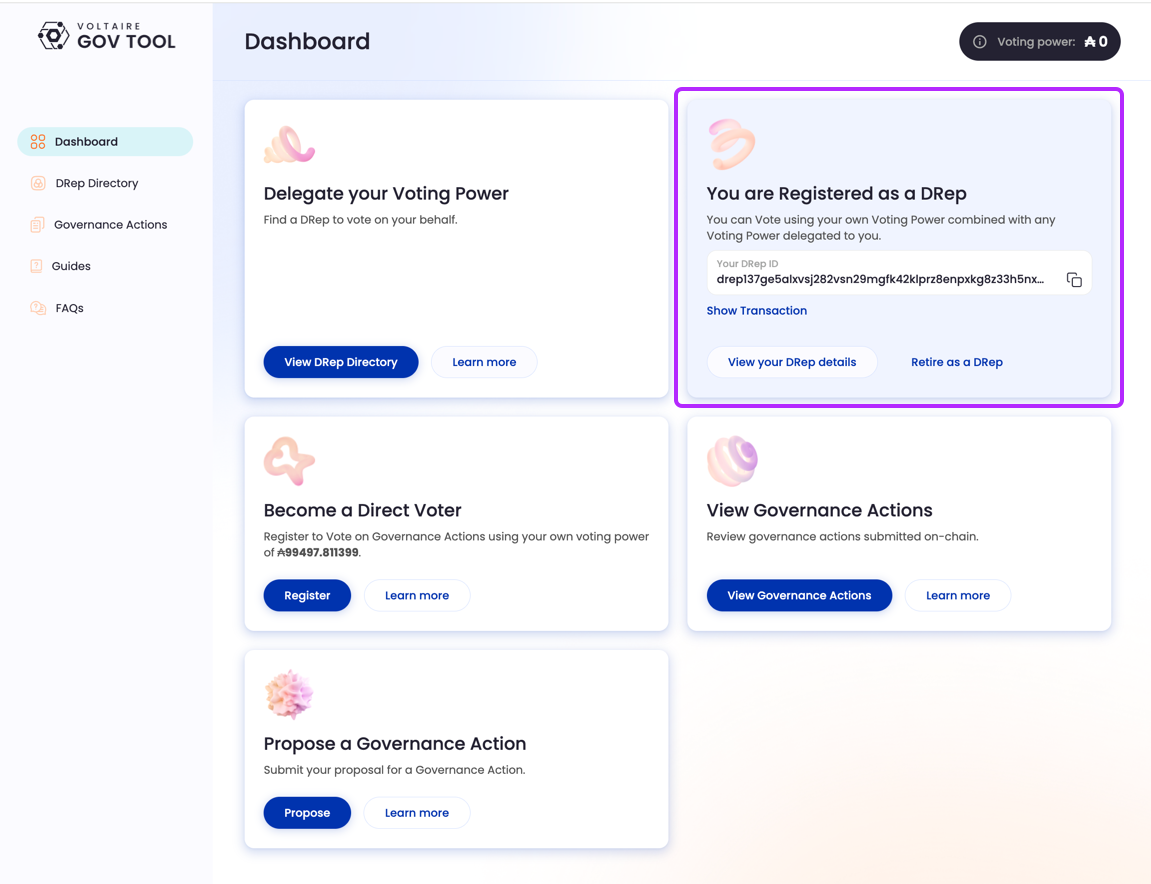 VOLTAIRE
GOV TOOL
Dashboard
DRep Directory
Governance Actions
Guides
FAQs
Dashboard
Voting power: ₳ 0
Delegate your Voting Power
Find a DRep to vote on your behalf.
View DRep Directory
Learn more
You are Registered as a DRep
You can Vote using your own Voting Power combined with any
Voting Power delegated to you.
Your DRep ID
drep137ge5alxvsj282vsn29mgfk42klprz8enpxkg8z33h5nx...
Show Transaction
View your DRep details
Retire as a DRep
Become a Direct Voter
Register to Vote on Governance Actions using your own voting power
of ₳99497.811399.
Register
Learn more
View Governance Actions
Review governance actions submitted on-chain.
View Governance Actions
Learn more
Propose a Governance Action
Submit your proposal for a Governance Action.
Propose
Learn more